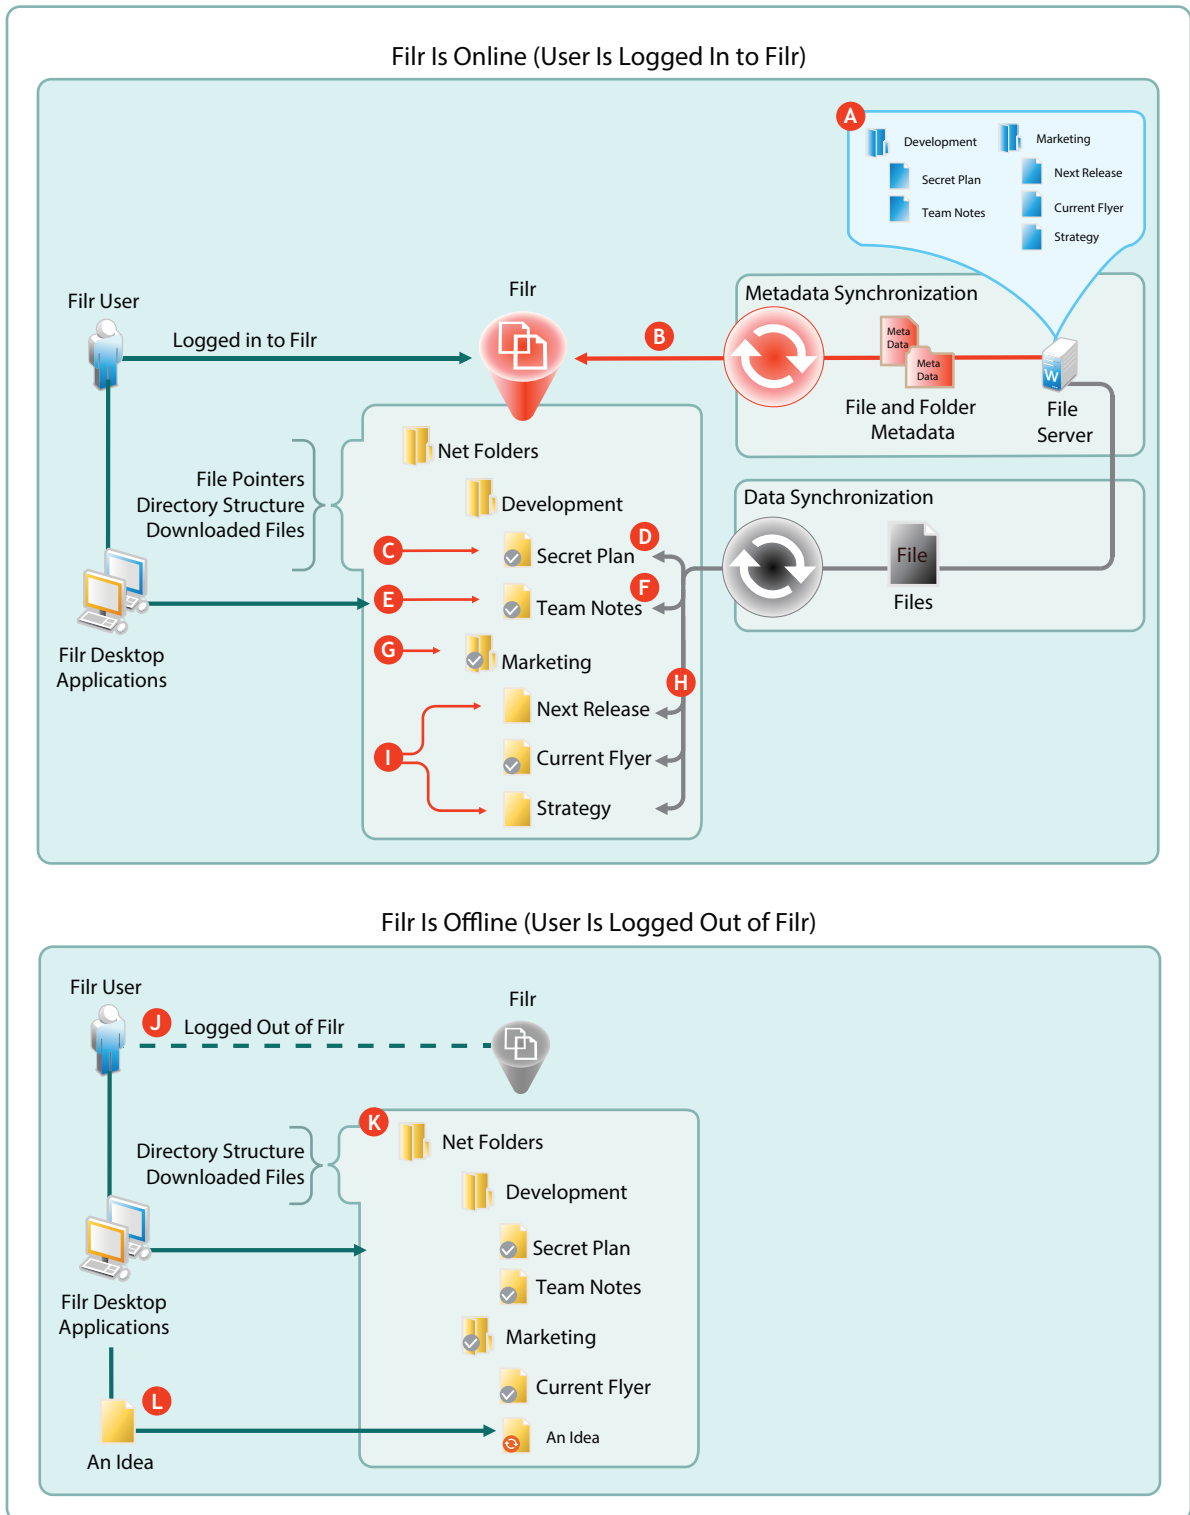 Filr Is Online (User Is Logged In to Filr)
A
Development
Marketing
Secret Plan
Next Release
Team Notes
Current Flyer
Strategy
Filr User
Filr
Metadata Synchronization
Logged in to Filr
B
Meta
Data
Meta
Data
W
File and Folder
Metadata
File
Server
Net Folders
File Pointers
Directory Structure
Downloaded Files
Development
Data Synchronization
C
Secret Plan
D
File
Files
E
Team Notes
F
Filr Desktop
Applications
G
Marketing
H
Next Release
I
Current Flyer
Strategy
Filr Is Offline (User Is Logged Out of Filr)
Filr User
Filr
J
Logged Out of Filr
K
Net Folders
Directory Structure
Downloaded Files
Development
Secret Plan
Team Notes
Filr Desktop
Applications
Marketing
Current Flyer
L
An Idea
An Idea